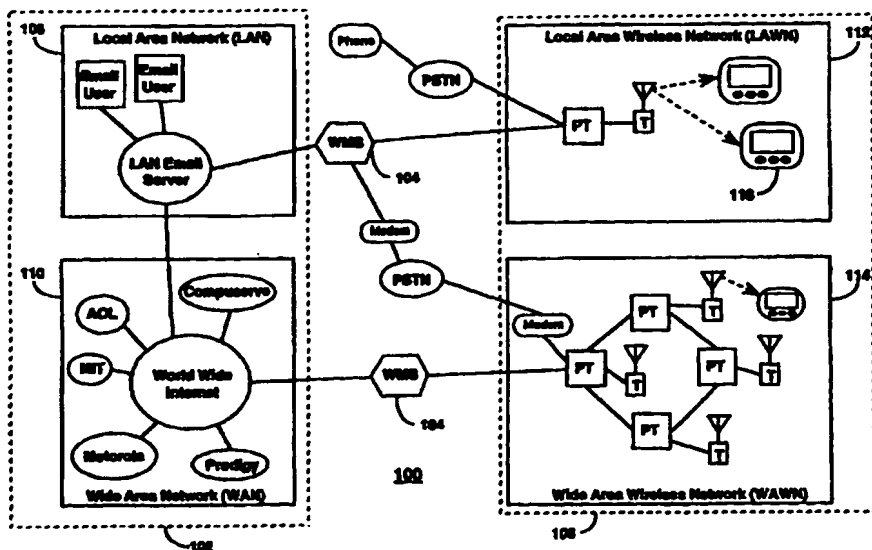 106
Local Area Network (LAN)
Email
User
Email
User
LAN Email
Server
Phone
PSTN
WMS
104
Modem
PSTN
Local Area Wireless Network (LAWN)
112
PT
T
116
110
Compuserve
AOL
MIT
World Wide
Internet
Motorola
Prodigy
Wide Area Network (WAN)
102
WMS
104
100
114
Modem
PT
T
PT
T
PT
T
PT
T
Wide Area Wireless Network (WAWN)
108